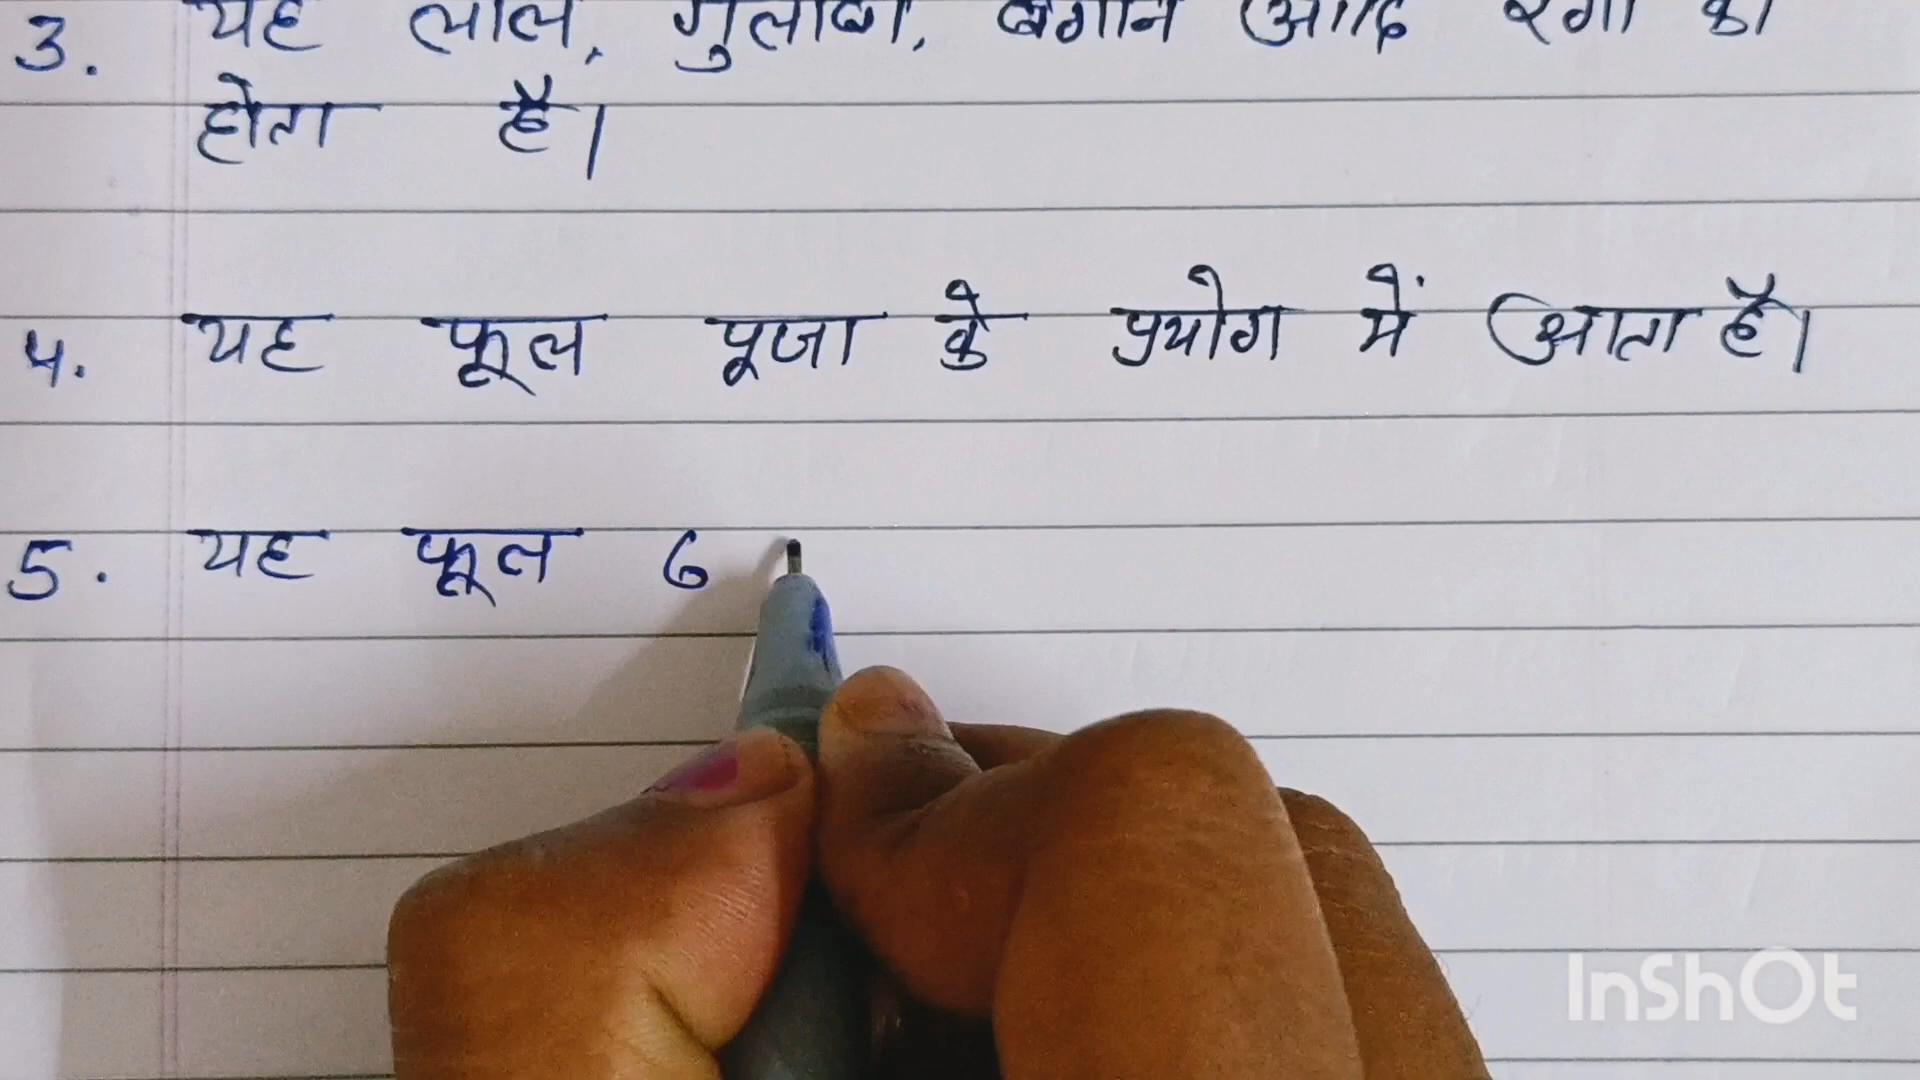 3. यह लाल, गुलाबी, बैंगनी आदि रंगों का
होता है।
4. यह फूल पूजा के प्रयोग में आता है।
5. यह फूल
InShOt